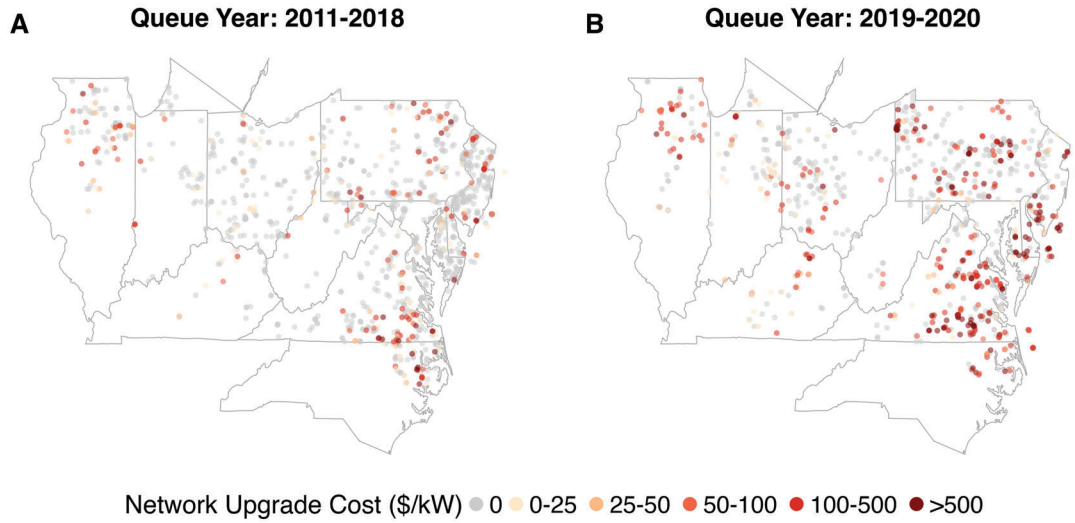 A
Queue Year: 2011-2018
B
Queue Year: 2019-2020
Network Upgrade Cost ($/kW) 0 0-25 25-50 50-100 100-500 >500